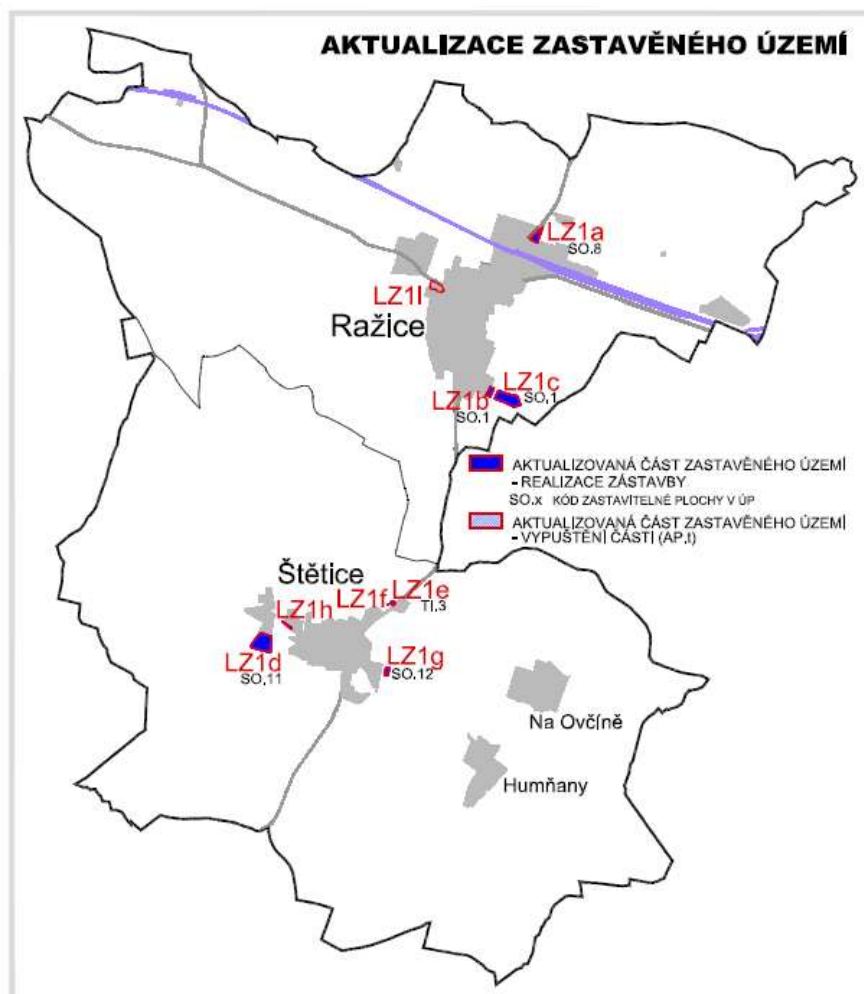 AKTUALIZACE ZASTAVĚNÉHO ÚZEMÍ
LZ1a
SO.8
LZ1l
Ražice
LZ1c
LZ1b
SO.1
SO.1
AKTUALIZOVANÁ ČÁST ZASTAVĚNÉHO ÚZEMÍ
- REALIZACE ZÁSTAVBY
SO.x KÓD ZASTAVITELNÉ PLOCHY V ÚP
AKTUALIZOVANÁ ČÁST ZASTAVĚNÉHO ÚZEMÍ
- VYPUŠTĚNÍ ČÁSTI (AP.t)
Štětice
LZ1f
LZ1e
TI.3
LZ1h
LZ1d
SO.11
LZ1g
SO.12
Na Ovčíně
Humňany